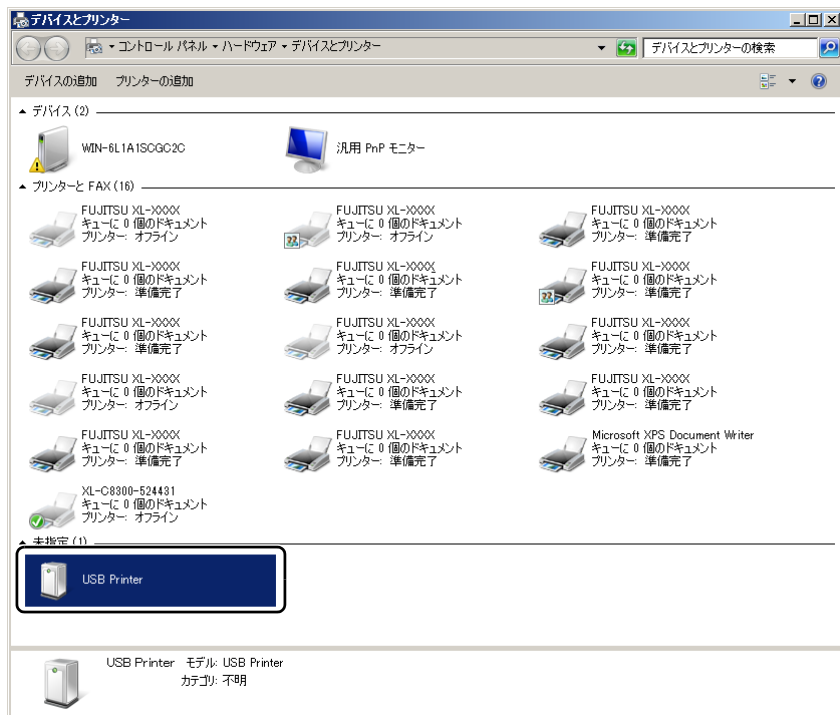 デバイスとプリンター
コントロール パネル ▾ ハードウェア ▾ デバイスとプリンター
デバイスとプリンターの検索
デバイスの追加 プリンターの追加
デバイス (2)
WIN-6L1A1SCGC2C
汎用 PnP モニター
プリンターと FAX (16)
FUJITSU XL-XXXX
キューに 0 個のドキュメント
プリンター: オフライン
FUJITSU XL-XXXX
キューに 0 個のドキュメント
プリンター: オフライン
FUJITSU XL-XXXX
キューに 0 個のドキュメント
プリンター: 準備完了
FUJITSU XL-XXXX
キューに 0 個のドキュメント
プリンター: 準備完了
FUJITSU XL-XXXX
キューに 0 個のドキュメント
プリンター: 準備完了
FUJITSU XL-XXXX
キューに 0 個のドキュメント
プリンター: 準備完了
FUJITSU XL-XXXX
キューに 0 個のドキュメント
プリンター: 準備完了
FUJITSU XL-XXXX
キューに 0 個のドキュメント
プリンター: オフライン
FUJITSU XL-XXXX
キューに 0 個のドキュメント
プリンター: 準備完了
FUJITSU XL-XXXX
キューに 0 個のドキュメント
プリンター: オフライン
FUJITSU XL-XXXX
キューに 0 個のドキュメント
プリンター: 準備完了
FUJITSU XL-XXXX
キューに 0 個のドキュメント
プリンター: 準備完了
FUJITSU XL-XXXX
キューに 0 個のドキュメント
プリンター: 準備完了
FUJITSU XL-XXXX
キューに 0 個のドキュメント
プリンター: 準備完了
Microsoft XPS Document Writer
キューに 0 個のドキュメント
プリンター: 準備完了
XL-C8300-524431
キューに 0 個のドキュメント
プリンター: オフライン
未指定 (1)
USB Printer
USB Printer モデル: USB Printer
カテゴリ: 不明